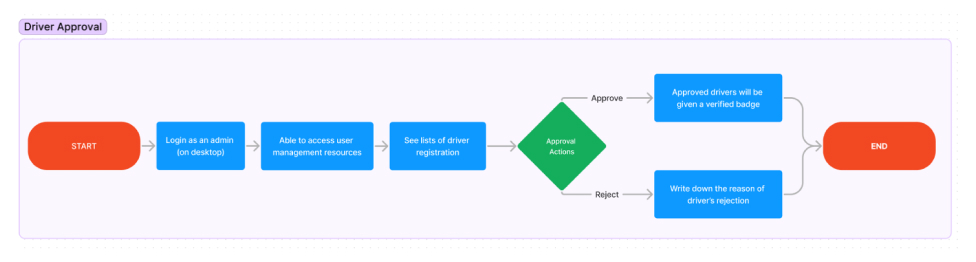 Driver Approval
START
Login as an admin
(on desktop)
Able to access user
management resources
See lists of driver
registration
Approval
Actions
Approve
Approved drivers will be
given a verified badge
Reject
Write down the reason of
driver's rejection
END